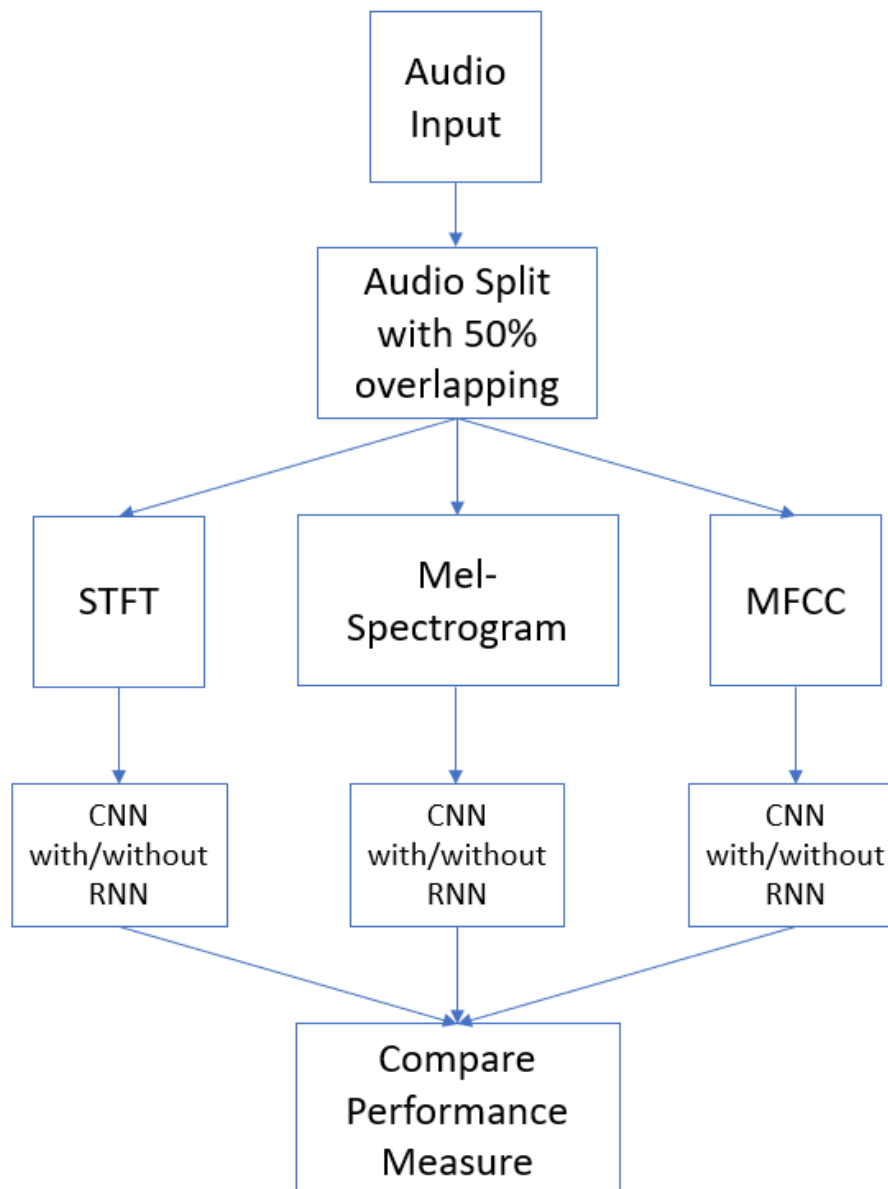 Audio
Input
Audio Split
with 50%
overlapping
STFT
Mel-
Spectrogram
MFCC
CNN
with/without
RNN
CNN
with/without
RNN
CNN
with/without
RNN
Compare
Performance
Measure